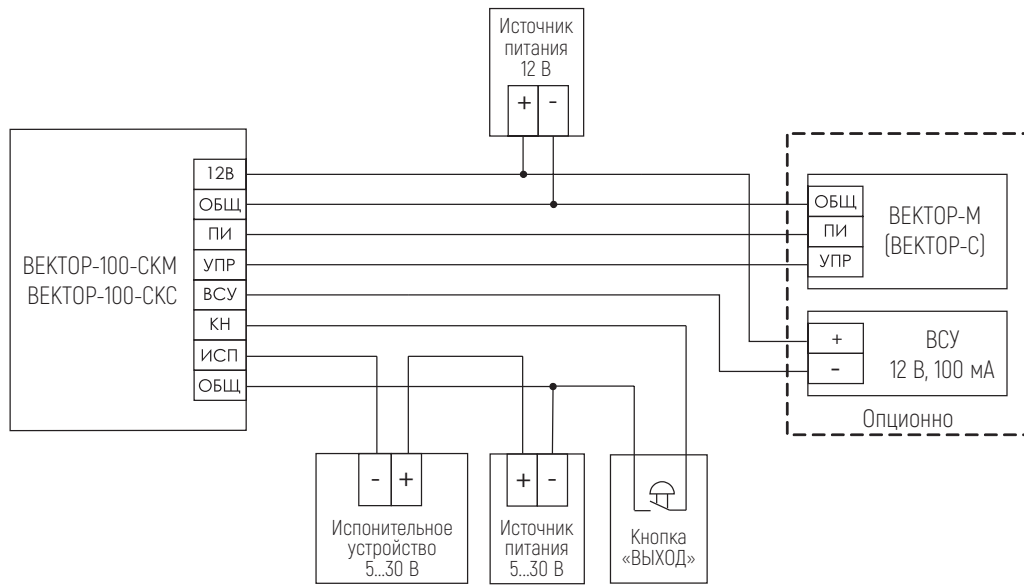 Источник
питания
12 В
+ -
ВЕКТОР-100-СКМ
ВЕКТОР-100-СКС
12В
ОБЩ
ПИ
УПР
ВСУ
КН
ИСП
ОБЩ
ОБЩ
ПИ
УПР
ВЕКТОР-М
(ВЕКТОР-С)
+
-
ВСУ
12 В, 100 мА
Опционно
- +
Испонительное
устройство
5...30 В
+ -
Источник
питания
5...30 В
Кнопка
«ВЫХОД»